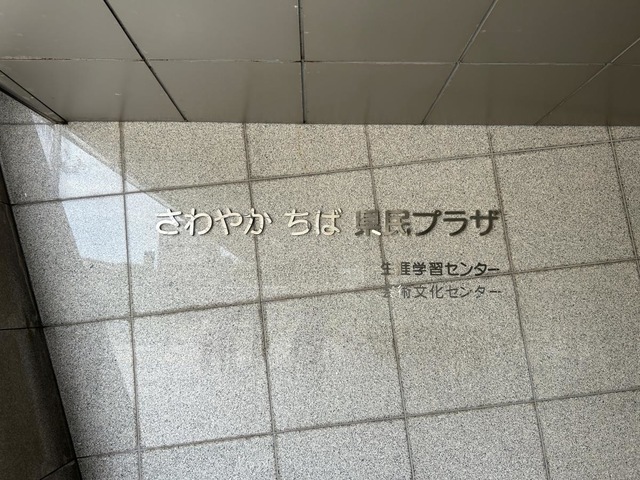 さわやか ちば 県民プラザ
生涯学習センター
芸術文化センター